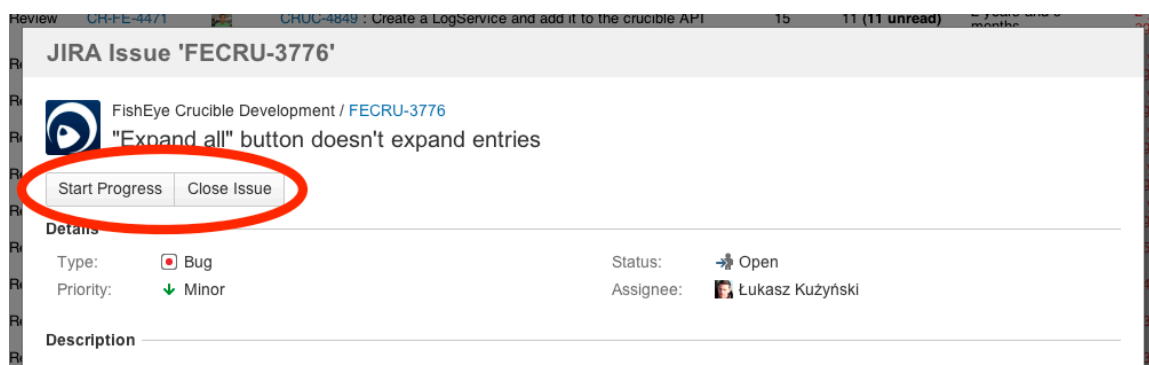 Review CH-FE-4471 CRUC-4849 : Create a LogService and add it to the crucible API 15 11 (11 unread)
months
JIRA Issue 'FECRU-3776'
FishEye Crucible Development / FECRU-3776
"Expand all" button doesn't expand entries
Start Progress Close Issue
Details
Type: Bug Status: Open
Priority: Minor Assignee: Łukasz Kużyński
Description